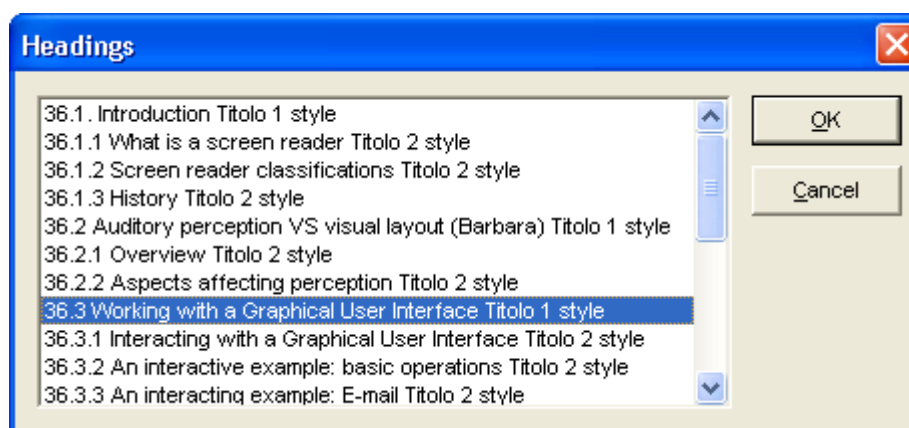 Headings
36.1. Introduction Titolo 1 style
36.1.1 What is a screen reader Titolo 2 style
36.1.2 Screen reader classifications Titolo 2 style
36.1.3 History Titolo 2 style
36.2 Auditory perception VS visual layout (Barbara) Titolo 1 style
36.2.1 Overview Titolo 2 style
36.2.2 Aspects affecting perception Titolo 2 style
36.3 Working with a Graphical User Interface Titolo 1 style
36.3.1 Interacting with a Graphical User Interface Titolo 2 style
36.3.2 An interactive example: basic operations Titolo 2 style
36.3.3 An interacting example: E-mail Titolo 2 style
OK
Cancel